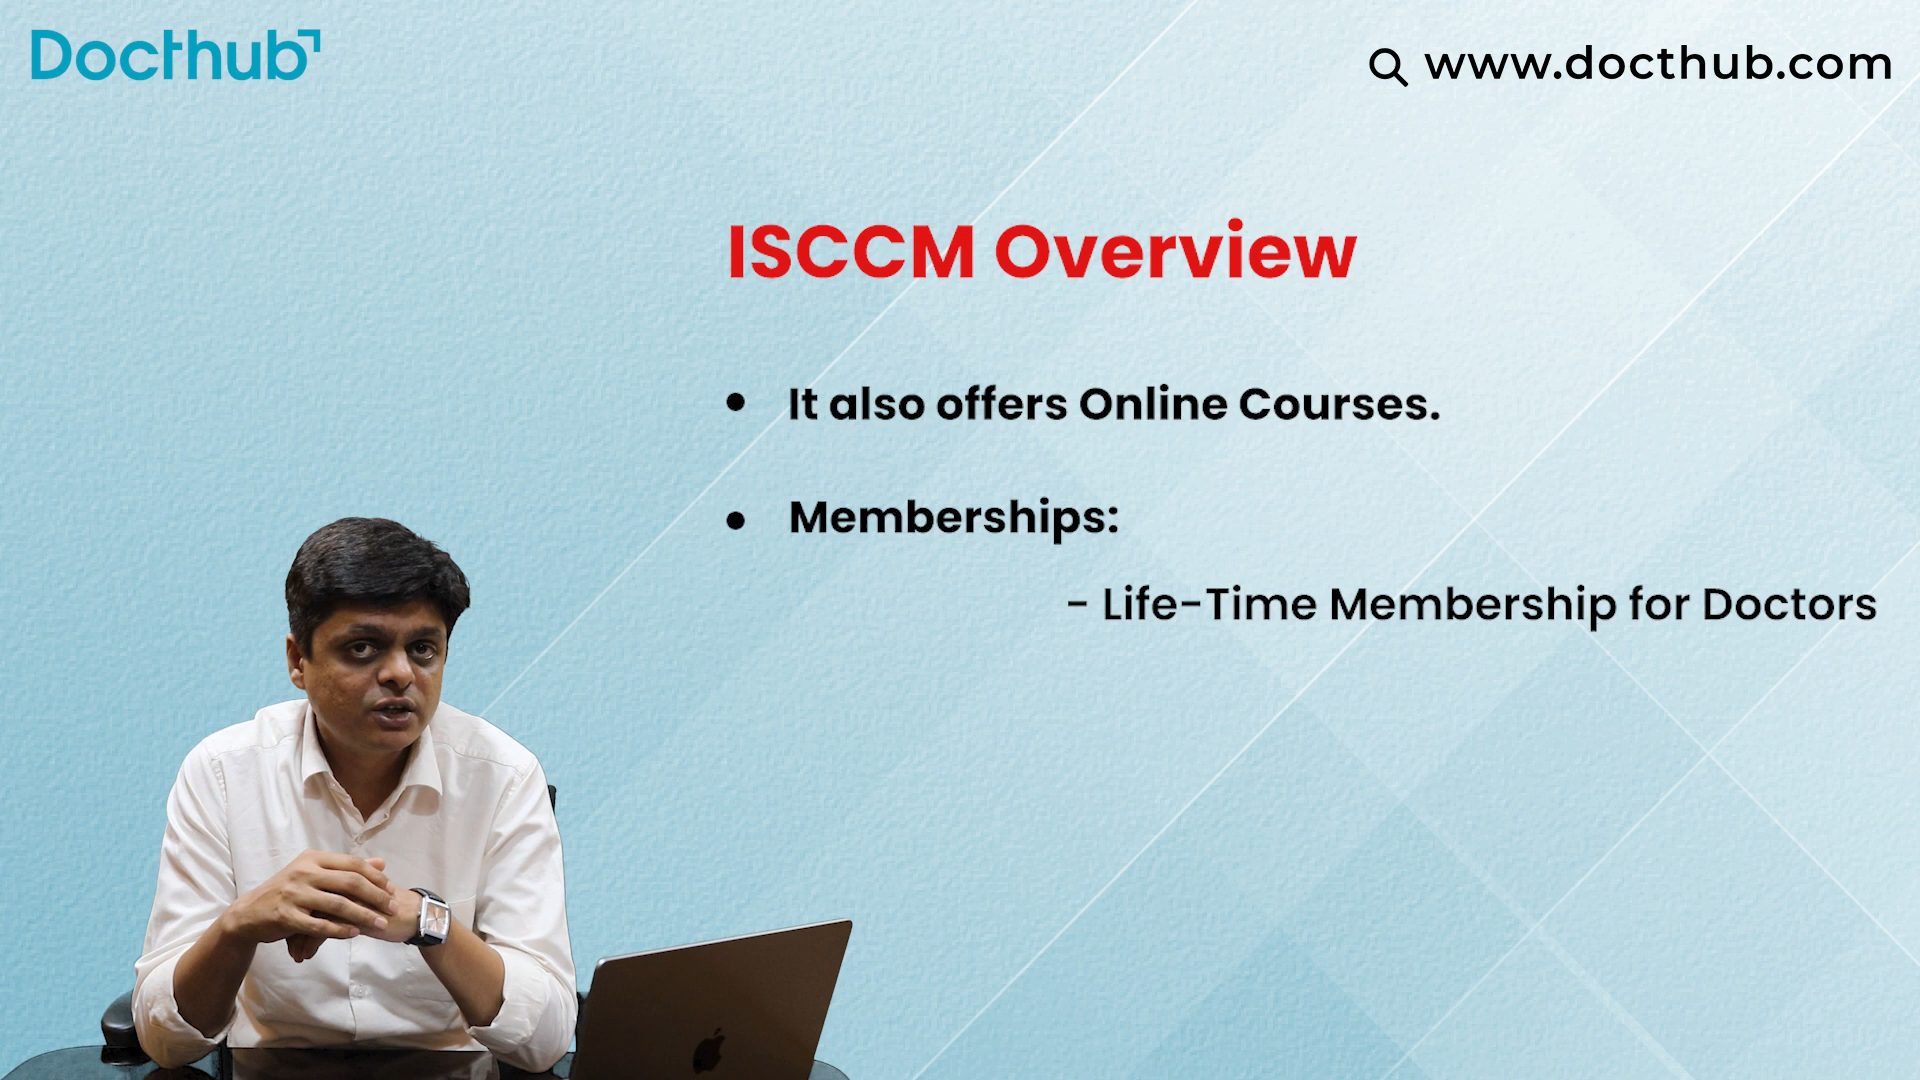 Docthub
www.docthub.com
ISCCM Overview
• It also offers Online Courses.
• Memberships:
- Life-Time Membership for Doctors